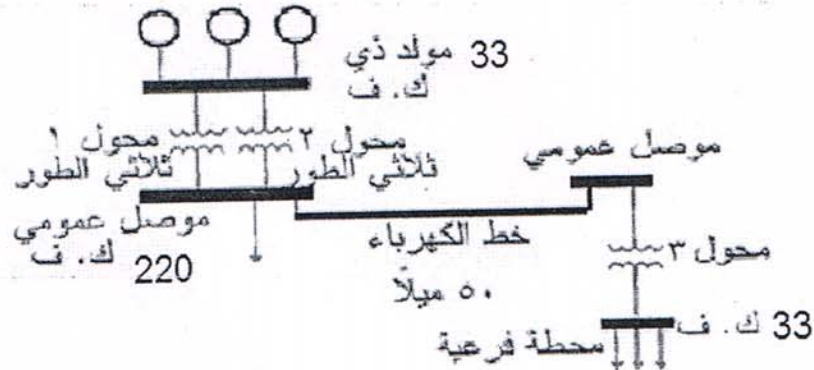 مولد ذي 33
ك. ف
محول ١
ثلاثي الطور
محول ٢
ثلاثي الطور
موصل عمومي
موصل عمومي
220 ك. ف
خط الكهرباء
٥٠ ميلاً
محول ٣
33 ك. ف
محطة فرعية